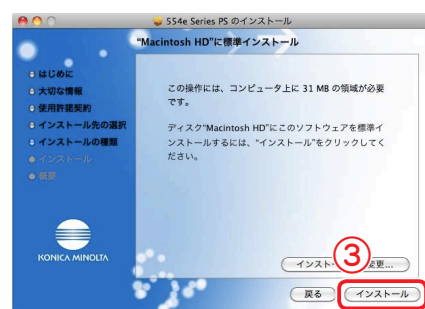 554e Series PS のインストール
"Macintosh HD"に標準インストール
はじめに
大切な情報
使用許諾契約
インストール先の選択
インストールの種類
インストール
概要
この操作には、コンピュータ上に 31 MB の領域が必要
です。
ディスク"Macintosh HD"にこのソフトウェアを標準イ
ンストールするには、"インストール"をクリックしてく
ださい。
KONICA MINOLTA
インスト
③
変更...
戻る
インストール